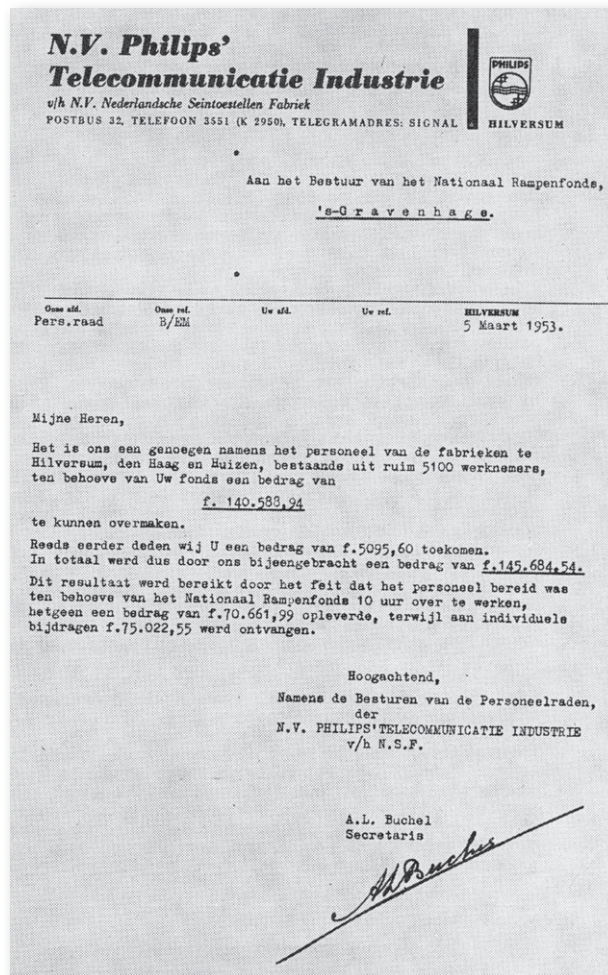 N.V. Philips'
Telecommunicatie Industrie
v/h N.V. Nederlandsche Seintoestellen Fabriek
POSTBUS 32, TELEFOON 3551 (K 2950), TELEGRAMADRES: SIGNAL
PHILIPS
HILVERSUM
Aan het Bestuur van het Nationaal Rampenfonds,
's-Gravenhage.
Onze afd. Onze ref. Uw afd. Uw ref. HILVERSUM
Pers.raad B/EM 5 Maart 1953.
Mijne Heren,
Het is ons een genoegen namens het personeel van de fabrieken te
Hilversum, den Haag en Huizen, bestaande uit ruim 5100 werknemers,
ten behoeve van Uw fonds een bedrag van
f. 140.588,94
te kunnen overmaken.
Reeds eerder deden wij U een bedrag van f.5095,60 toekomen.
In totaal werd dus door ons bijeengebracht een bedrag van f.145.684,54.
Dit resultaat werd bereikt door het feit dat het personeel bereid was
ten behoeve van het Nationaal Rampenfonds 10 uur over te werken,
hetgeen een bedrag van f.70.661,99 opleverde, terwijl aan individuele
bijdragen f.75.022,55 werd ontvangen.
Hoogachtend,
Namens de Besturen van de Personeelraden,
der
N.V. PHILIPS'TELECOMMUNICATIE INDUSTRIE
v/h N.S.F.
A.L. Buchel
Secretaris
ALBuchel